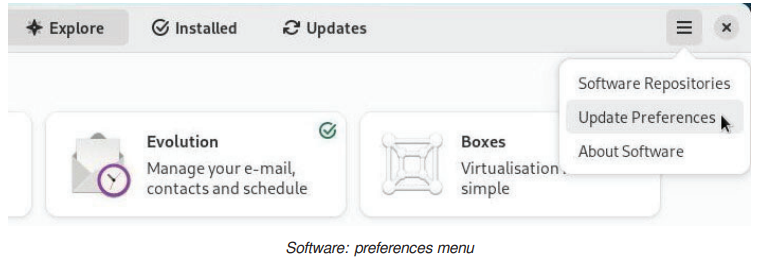 Explore
Installed
Updates
Software Repositories
Update Preferences
About Software
Evolution
Manage your e-mail,
contacts and schedule
Boxes
Virtualisation
simple
Software: preferences menu